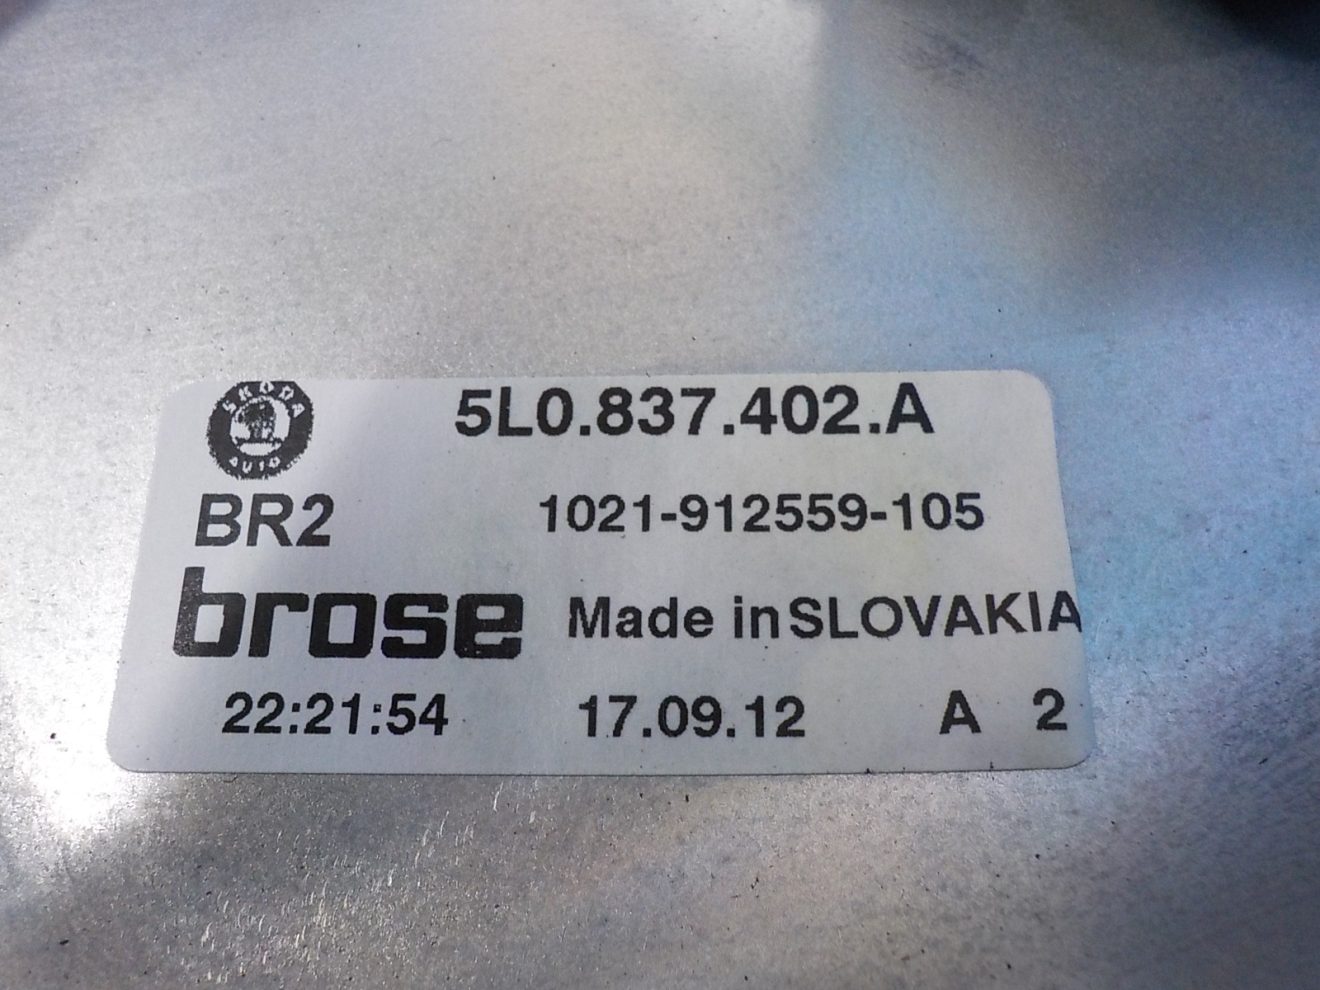 ŠKODA
AUTO
5L0.837.402.A
BR2 1021-912559-105
brose Made in SLOVAKIA
22:21:54 17.09.12 A 2